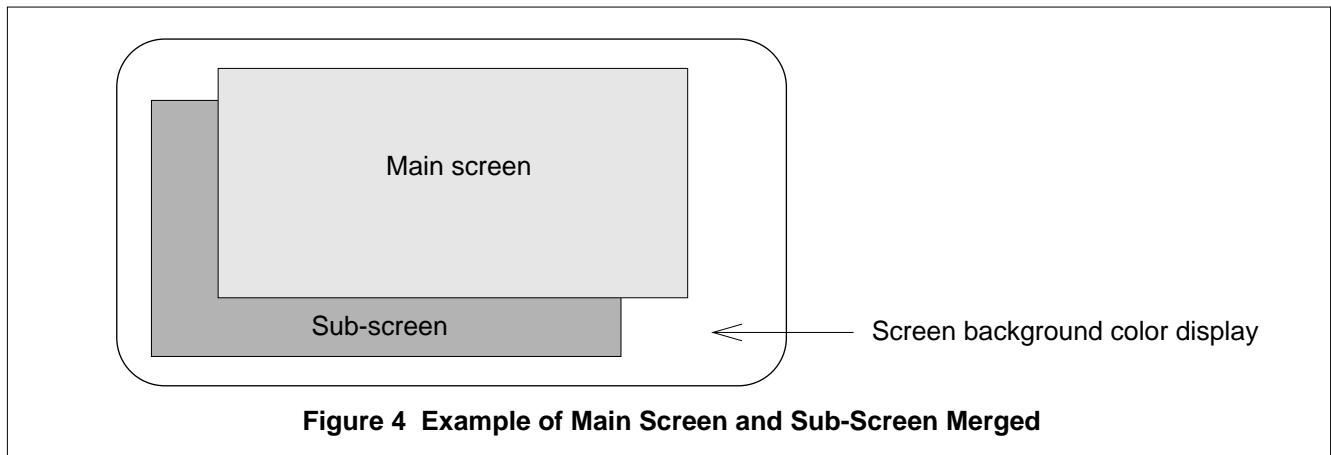 Main screen
Sub-screen
Screen background color display
Figure 4 Example of Main Screen and Sub-Screen Merged